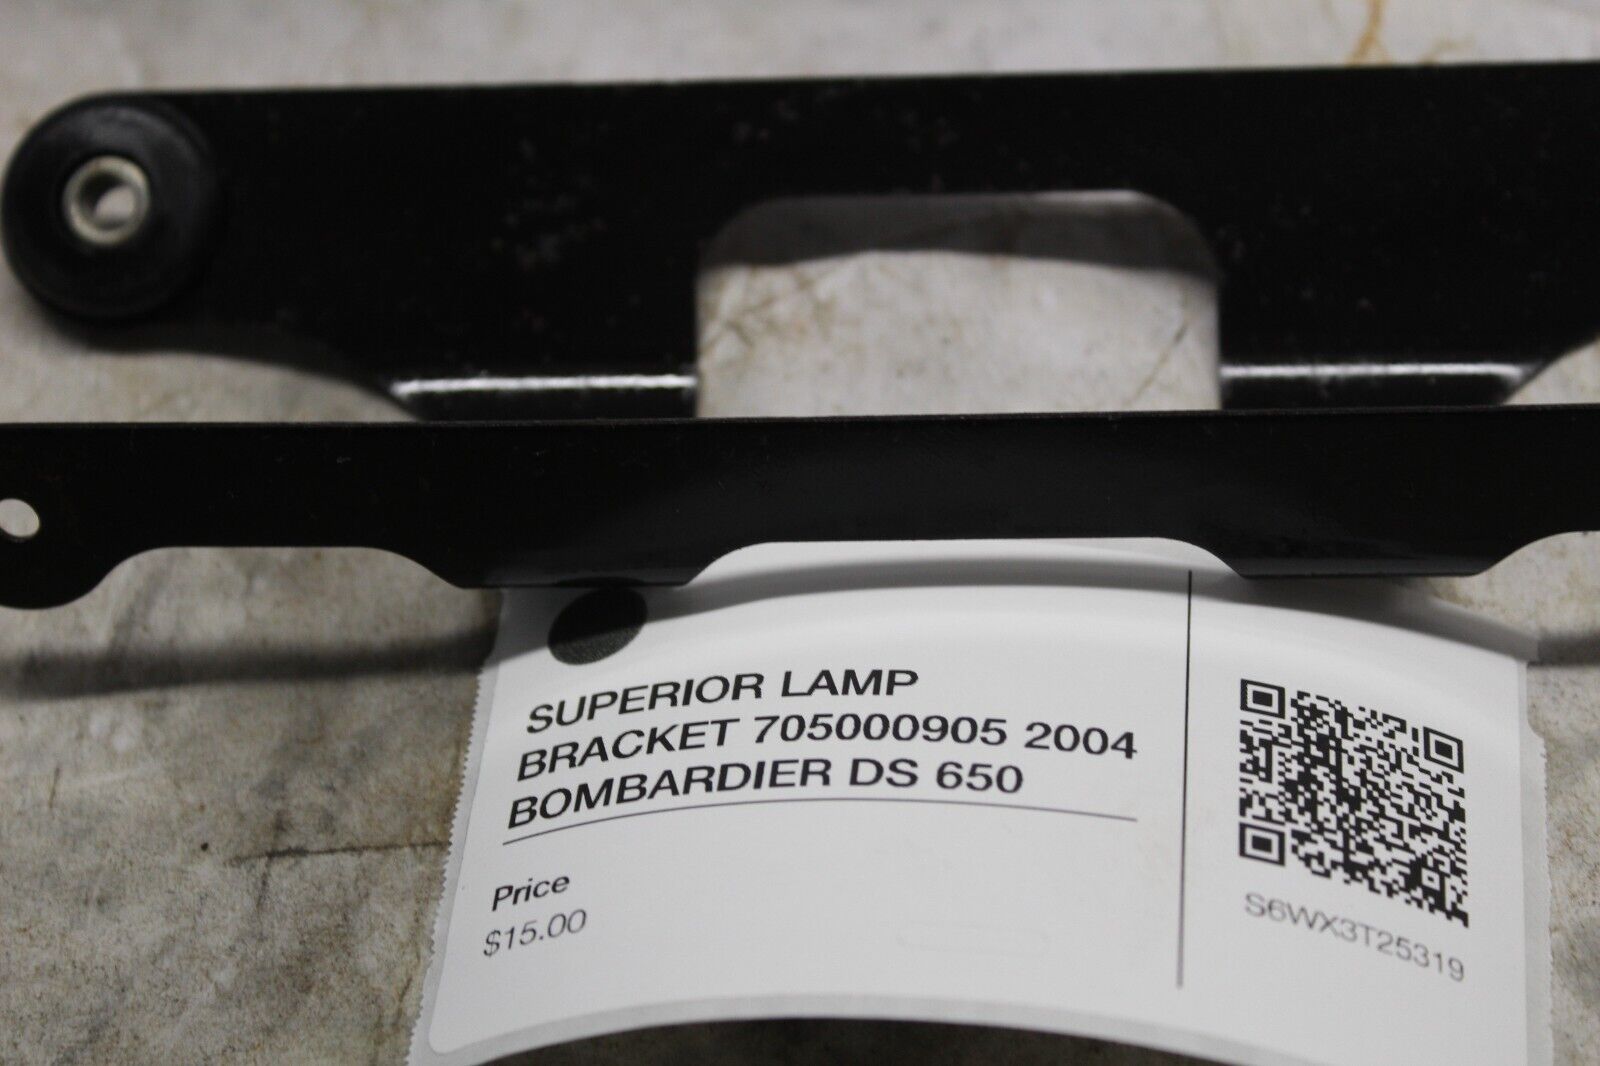 SUPERIOR LAMP
BRACKET 705000905 2004
BOMBARDIER DS 650
Price
$15.00
S6WX3T25319